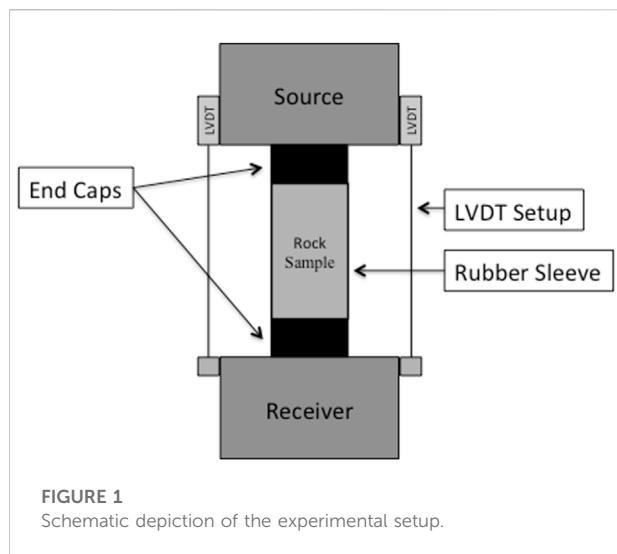 Source
LVDT
LVDT
End Caps
LVDT Setup
Rock
Sample
Rubber Sleeve
Receiver
FIGURE 1
Schematic depiction of the experimental setup.